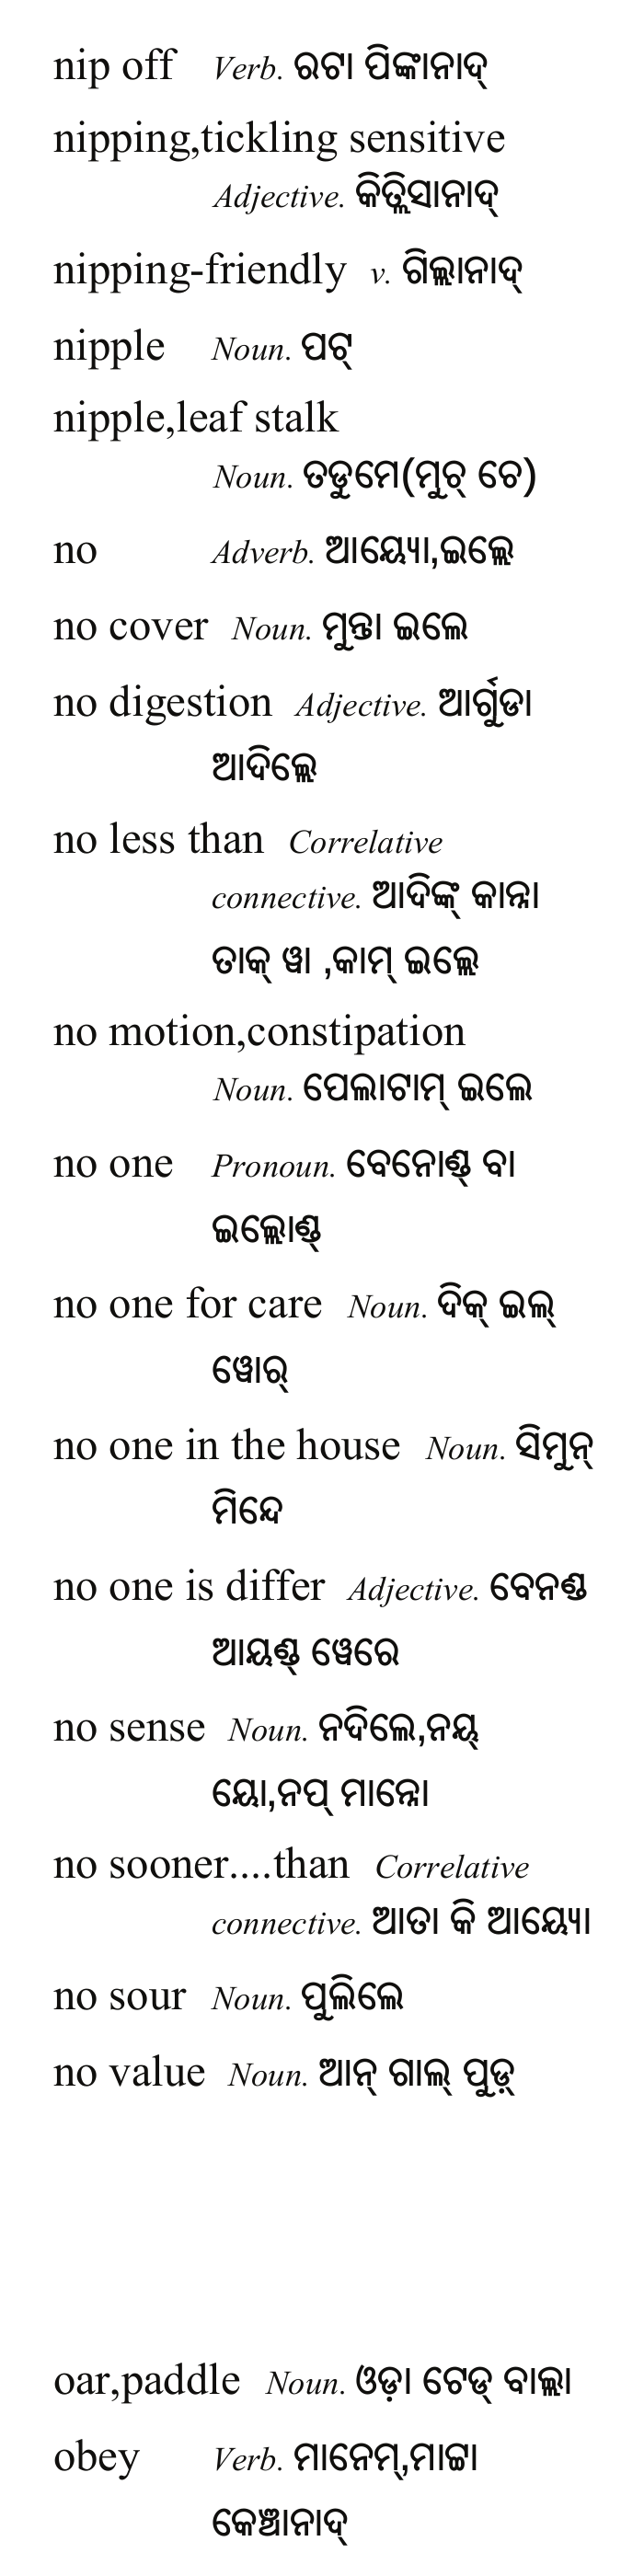 nip off Verb. ରଟା ପିଙ୍କାନାଦ୍
nipping,tickling sensitive
Adjective. କିତ୍ଲିସାନାଦ୍
nipping-friendly v. ଗିଲ୍ଲାନାଦ୍
nipple Noun. ପଟ୍
nipple,leaf stalk
Noun. ତଡୁମେ(ମୁଚ୍ ଚେ)
no Adverb. ଆୟ୍ୟୋ,ଇଲ୍ଲେ
no cover Noun. ମୁନ୍ତା ଇଲେ
no digestion Adjective. ଆର୍ଗୁଡା
ଆଦିଲ୍ଲେ
no less than Correlative
connective. ଆଦିଙ୍କ୍ କାନ୍ନା
ତାକ୍ ୱା ,କାମ୍ ଇଲ୍ଲେ
no motion,constipation
Noun. ପେଲାଟାମ୍ ଇଲେ
no one Pronoun. ବେନୋଣ୍ଡ୍ ବା
ଇଲ୍ଲୋଣ୍ଡ୍
no one for care Noun. ଦିକ୍ ଇଲ୍
ୱୋର୍
no one in the house Noun. ସିମୁନ୍
ମିନ୍ଦେ
no one is differ Adjective. ବେନଣ୍ଡ
ଆୟଣ୍ଡ୍ ୱେରେ
no sense Noun. ନଦିଲେ,ନୟ୍
ୟୋ,ନପ୍ ମାନ୍ନୋ
no sooner....than Correlative
connective. ଆତା କି ଆୟ୍ୟୋ
no sour Noun. ପୁଲିଲେ
no value Noun. ଆନ୍ ଗାଲ୍ ପୁଡ଼୍
oar,paddle Noun. ଓଡ଼ା ଟେଡ୍ ବାଲ୍ଲା
obey Verb. ମାନେମ୍,ମାଟ୍ଟା
କେଞ୍ଚାନାଦ୍